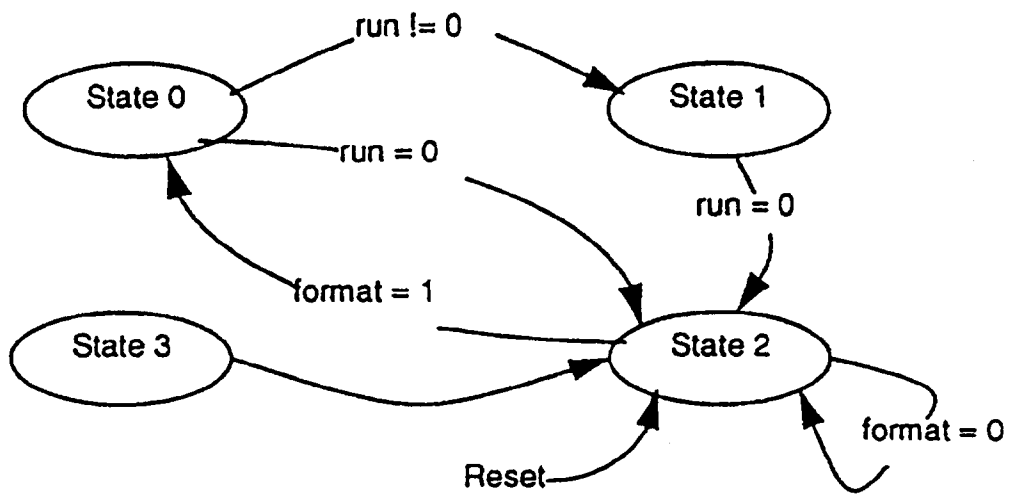 run != 0
State 0
State 1
run = 0
run = 0
format = 1
State 3
State 2
format = 0
Reset